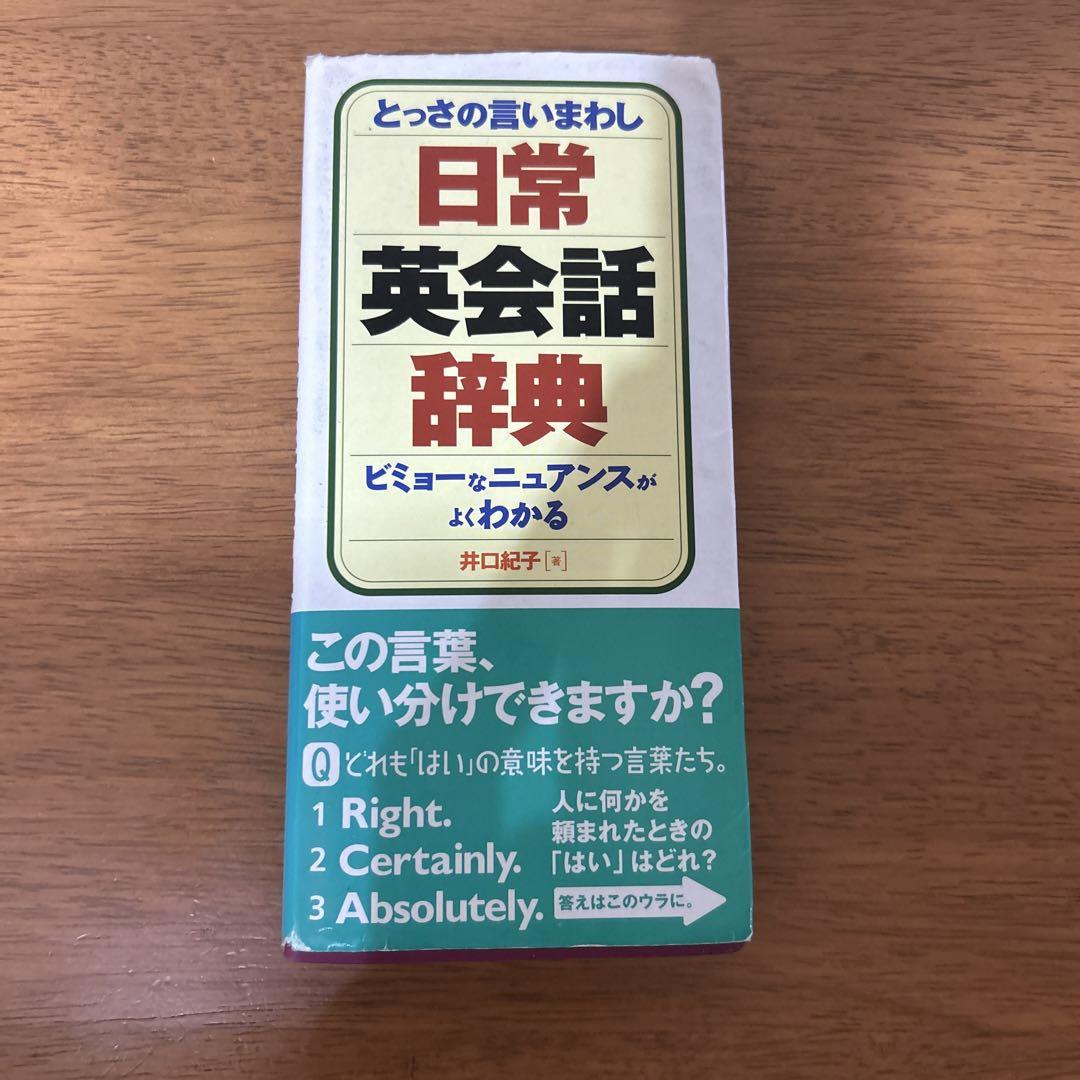 とっさの言いまわし
日常
英会話
辞典
ビミョーなニュアンスが
よくわかる
井口紀子[著]
この言葉、
使い分けできますか?
Q どれも「はい」の意味を持つ言葉たち。
1 Right.
2 Certainly.
3 Absolutely.
人に何かを
頼まれたときの
「はい」はどれ?
答えはこのウラに。